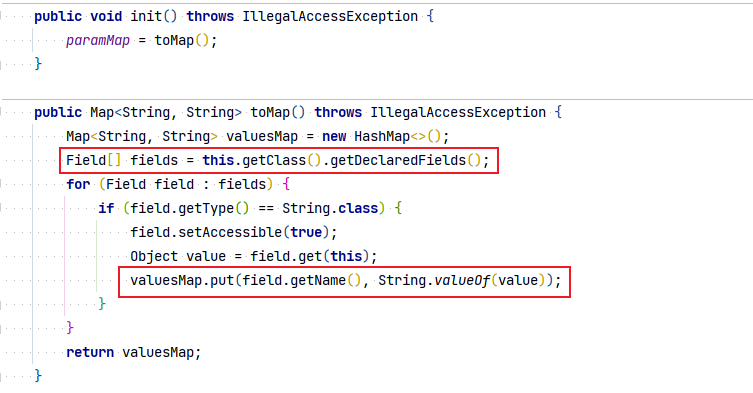 public void init() throws IllegalAccessException {
paramMap = toMap();
}
public Map<String, String> toMap() throws IllegalAccessException {
Map<String, String> valuesMap = new HashMap<>();
Field[] fields = this.getClass().getDeclaredFields();
for (Field field : fields) {
if (field.getType() == String.class) {
field.setAccessible(true);
Object value = field.get(this);
valuesMap.put(field.getName(), String.valueOf(value));
}
}
return valuesMap;
}